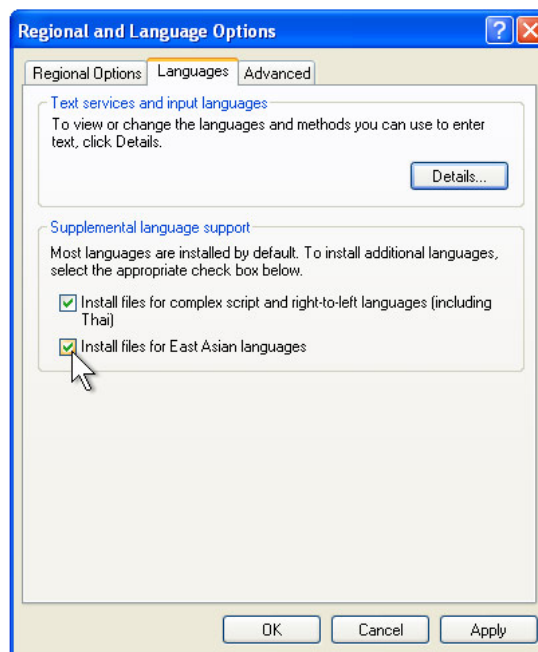 Regional and Language Options
Regional Options Languages Advanced
Text services and input languages
To view or change the languages and methods you can use to enter
text, click Details.
Details...
Supplemental language support
Most languages are installed by default. To install additional languages,
select the appropriate check box below.
Install files for complex script and right-to-left languages (including
Thai)
Install files for East Asian languages
OK Cancel Apply